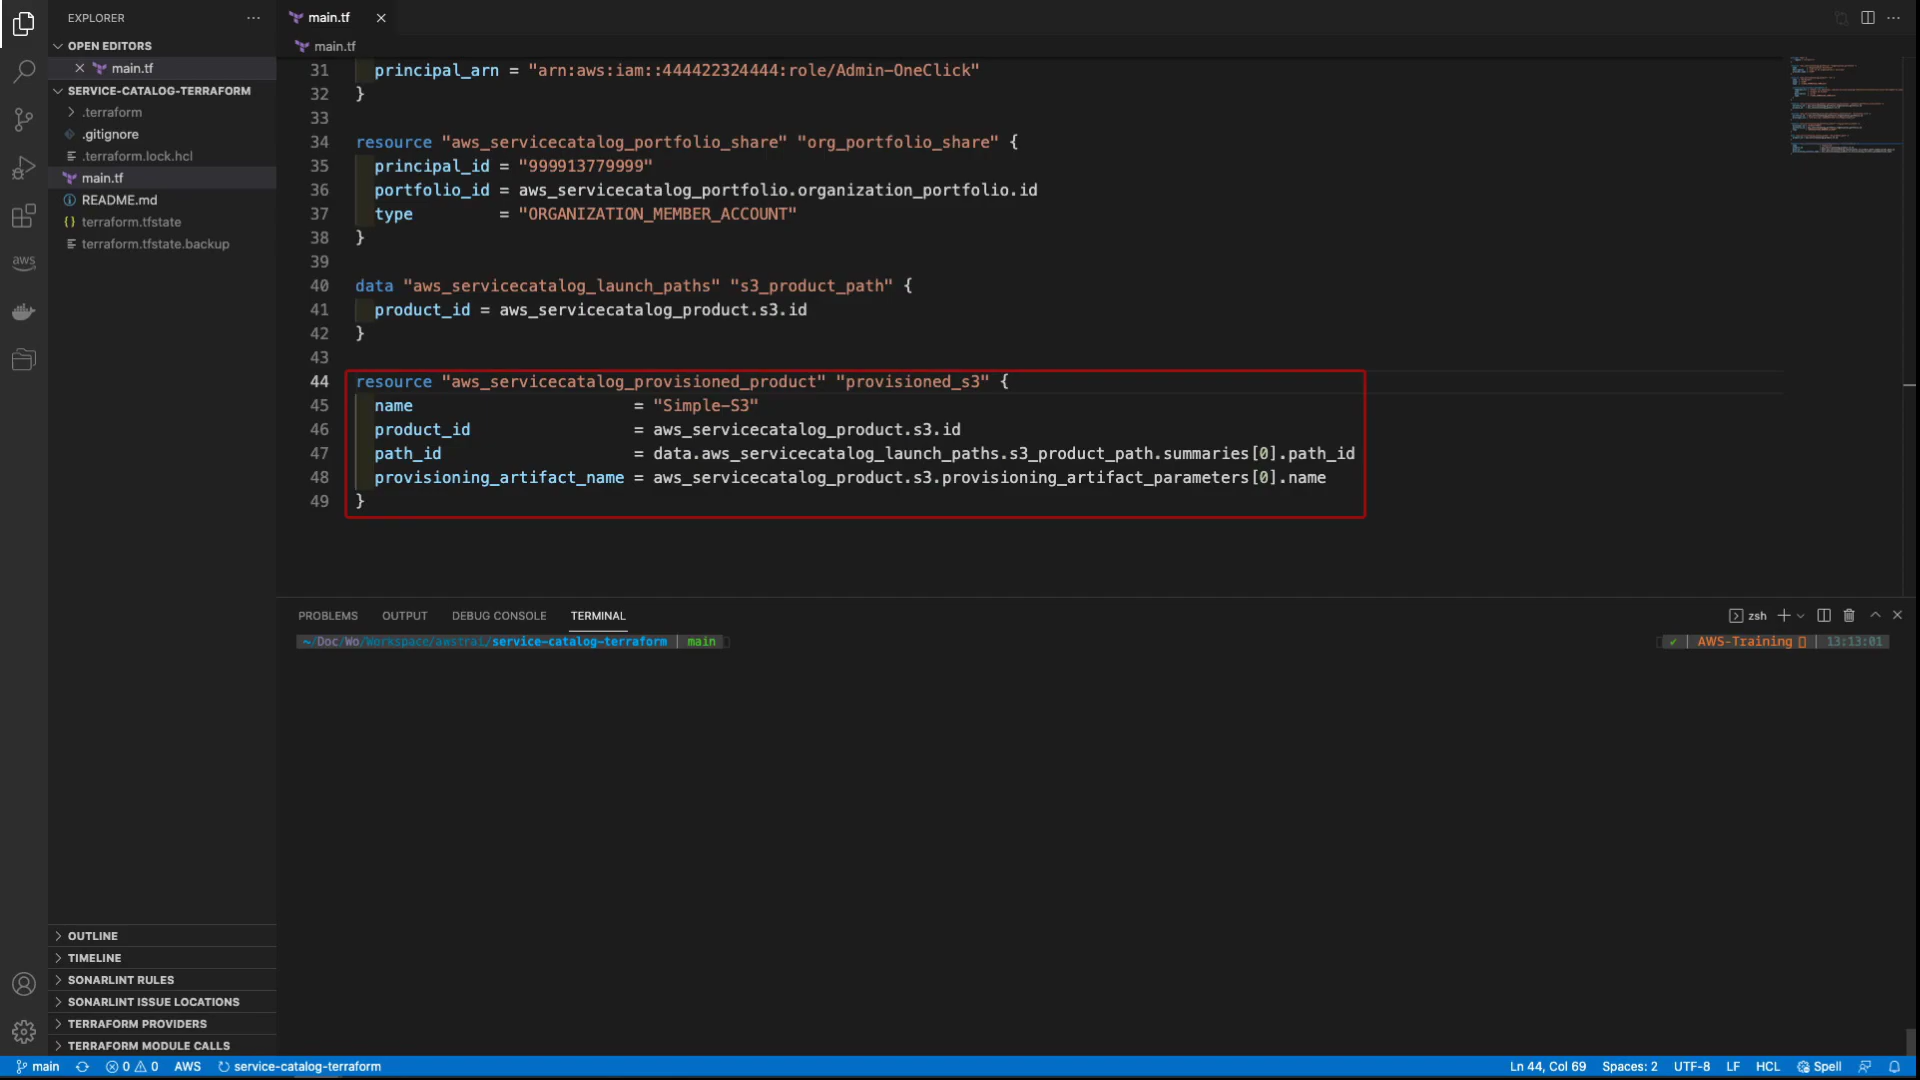 EXPLORER
OPEN EDITORS
main.tf
SERVICE-CATALOG-TERRAFORM
.terraform
.gitignore
.terraform.lock.hcl
main.tf
README.md
terraform.tfstate
terraform.tfstate.backup
OUTLINE
TIMELINE
SONARLINT RULES
SONARLINT ISSUE LOCATIONS
TERRAFORM PROVIDERS
TERRAFORM MODULE CALLS
aws
main.tf
main.tf
31 principal_arn = "arn:aws:iam::444422324444:role/Admin-OneClick"
32 }
33
34 resource "aws_servicecatalog_portfolio_share" "org_portfolio_share" {
35 principal_id = "999913779999"
36 portfolio_id = aws_servicecatalog_portfolio.organization_portfolio.id
37 type = "ORGANIZATION_MEMBER_ACCOUNT"
38 }
39
40 data "aws_servicecatalog_launch_paths" "s3_product_path" {
41 product_id = aws_servicecatalog_product.s3.id
42 }
43
44 resource "aws_servicecatalog_provisioned_product" "provisioned_s3" {
45 name = "Simple-S3"
46 product_id = aws_servicecatalog_product.s3.id
47 path_id = data.aws_servicecatalog_launch_paths.s3_product_path.summaries[0].path_id
48 provisioning_artifact_name = aws_servicecatalog_product.s3.provisioning_artifact_parameters[0].name
49 }
PROBLEMS OUTPUT DEBUG CONSOLE TERMINAL zsh
~/Doc/Wo/Workspace/awstrai/service-catalog-terraform | main ✓ | AWS-Training | 13:13:01
main 0 0 AWS service-catalog-terraform Ln 44, Col 69 Spaces: 2 UTF-8 LF HCL Spell